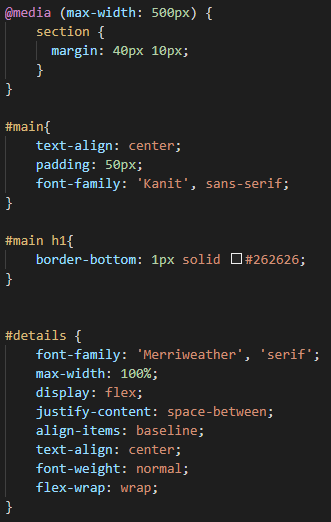 @media (max-width: 500px) {
    section {
      margin: 40px 10px;
    }
}

#main{
    text-align: center;
    padding: 50px;
    font-family: 'Kanit', sans-serif;
}

#main h1{
    border-bottom: 1px solid #262626;
}


#details {
    font-family: 'Merriweather', 'serif';
    max-width: 100%;
    display: flex;
    justify-content: space-between;
    align-items: baseline;
    text-align: center;
    font-weight: normal;
    flex-wrap: wrap;
}